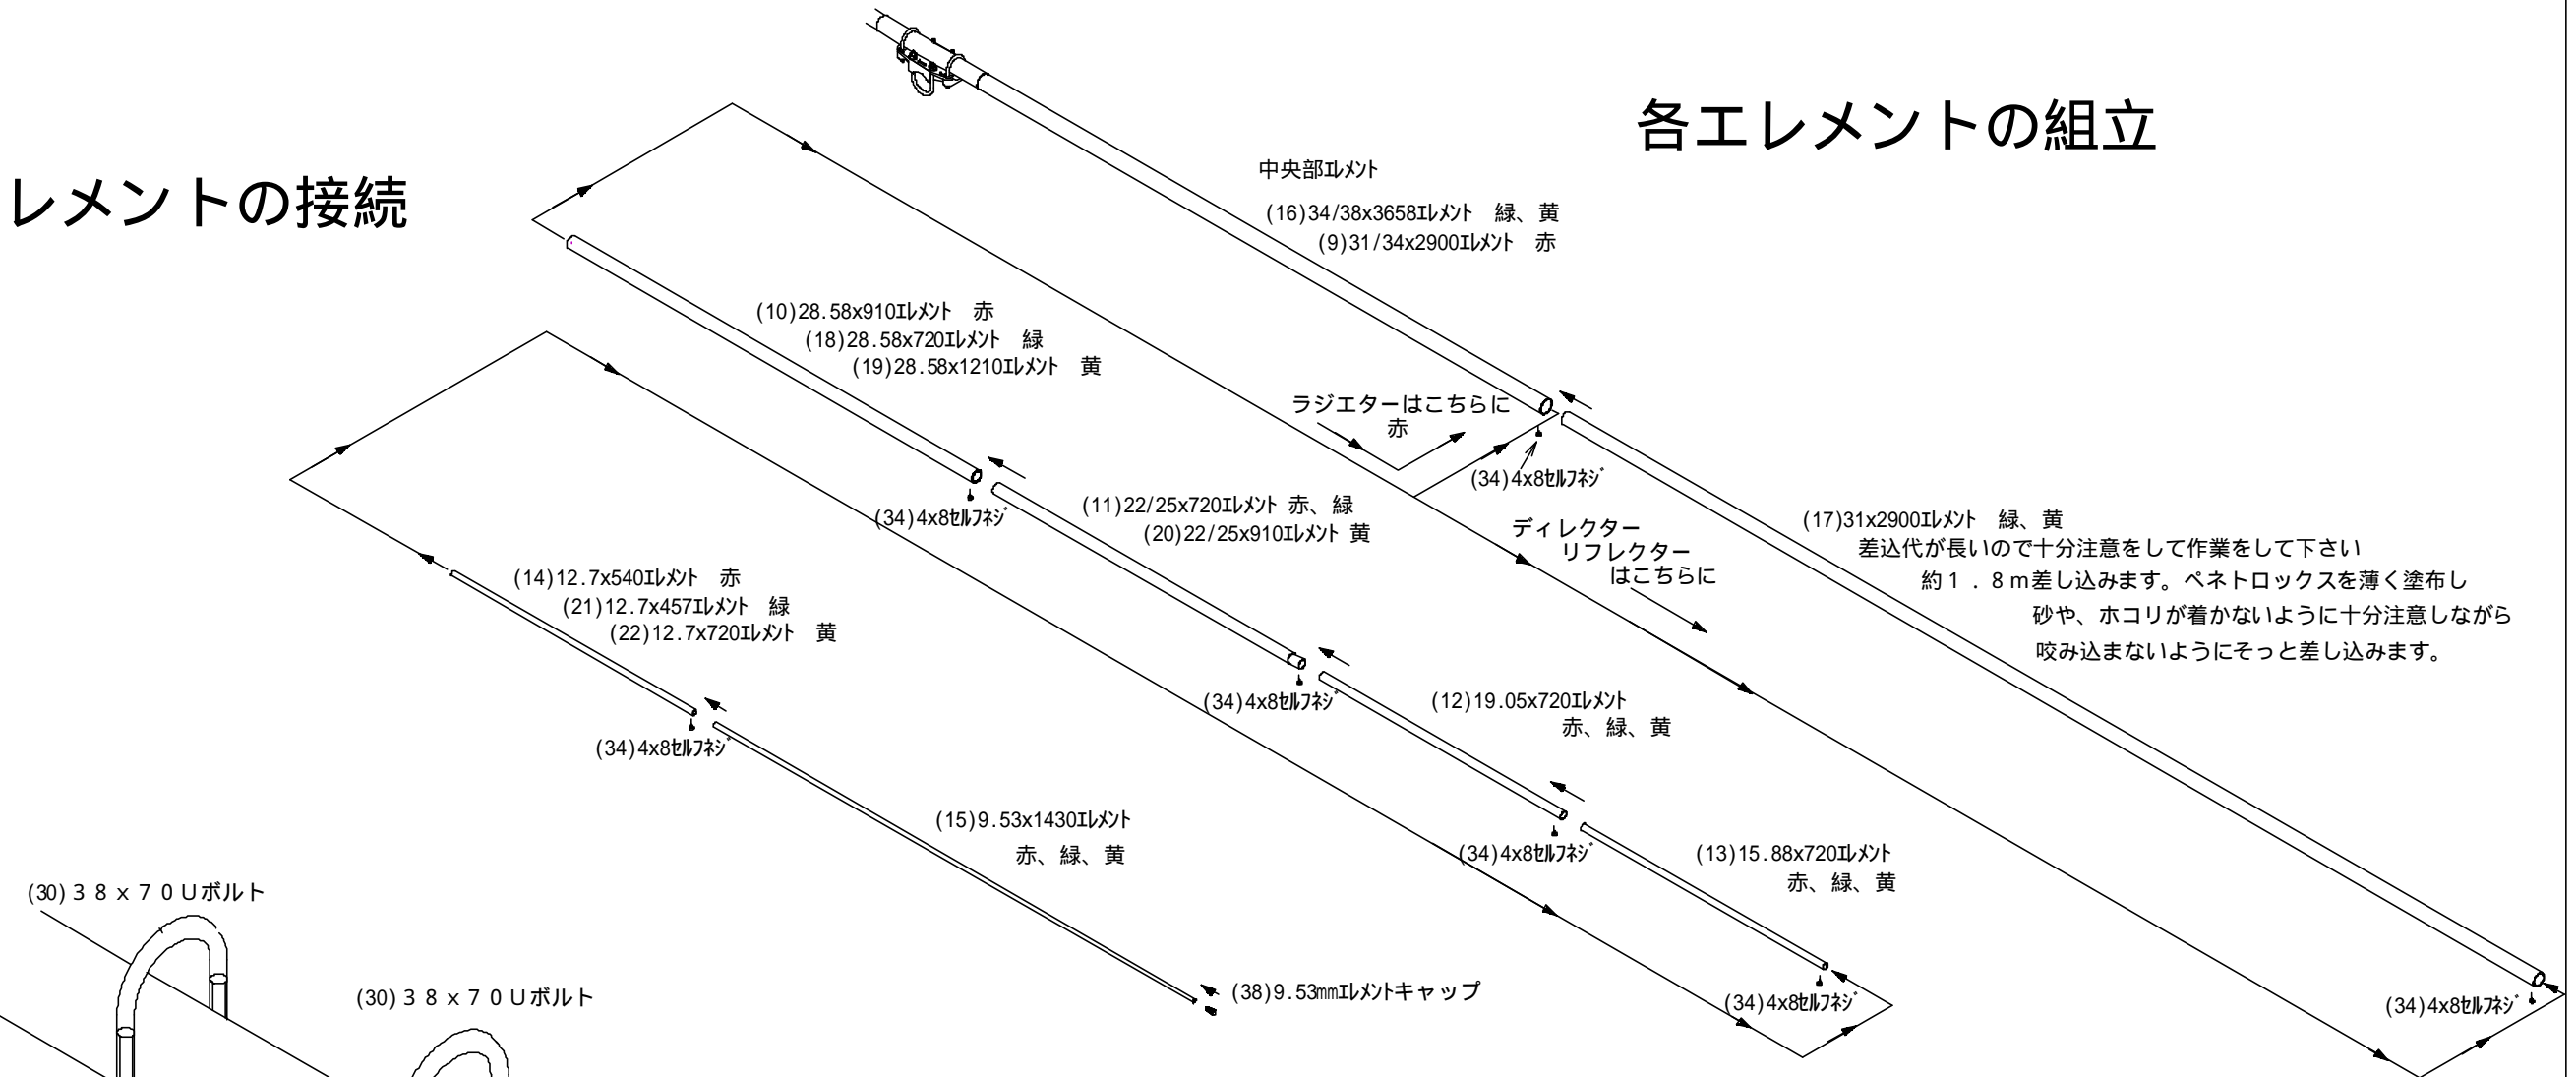 各エレメントの組立
レメントの接続
中央部ｴﾚﾒﾝﾄ
(16)34/38x3658ｴﾚﾒﾝﾄ　緑、黄
(9)31/34x2900ｴﾚﾒﾝﾄ　赤
(10)28.58x910ｴﾚﾒﾝﾄ　赤
(18)28.58x720ｴﾚﾒﾝﾄ　緑
(19)28.58x1210ｴﾚﾒﾝﾄ　黄
ラジエターはこちらに
赤
(34)4x8ｾﾙﾌﾈｼﾞ
(11)22/25x720ｴﾚﾒﾝﾄ 赤、緑
(20)22/25x910ｴﾚﾒﾝﾄ 黄
(34)4x8ｾﾙﾌﾈｼﾞ
ディレクター
リフレクター
はこちらに
(17)31x2900ｴﾚﾒﾝﾄ　緑、黄
差込代が長いので十分注意をして作業をして下さい
約１．８ｍ差し込みます。ペネトロックスを薄く塗布し
砂や、ホコリが着かないように十分注意しながら
咬み込まないようにそっと差し込みます。
(14)12.7x540ｴﾚﾒﾝﾄ　赤
(21)12.7x457ｴﾚﾒﾝﾄ　緑
(22)12.7x720ｴﾚﾒﾝﾄ　黄
(34)4x8ｾﾙﾌﾈｼﾞ
(12)19.05x720ｴﾚﾒﾝﾄ
赤、緑、黄
(34)4x8ｾﾙﾌﾈｼﾞ
(15)9.53x1430ｴﾚﾒﾝﾄ
赤、緑、黄
(34)4x8ｾﾙﾌﾈｼﾞ
(13)15.88x720ｴﾚﾒﾝﾄ
赤、緑、黄
(30)３８ｘ７０Ｕボルト
(30)３８ｘ７０Ｕボルト
(38)9.53mmｴﾚﾒﾝﾄキャップ
(34)4x8ｾﾙﾌﾈｼﾞ
(34)4x8ｾﾙﾌﾈｼﾞ